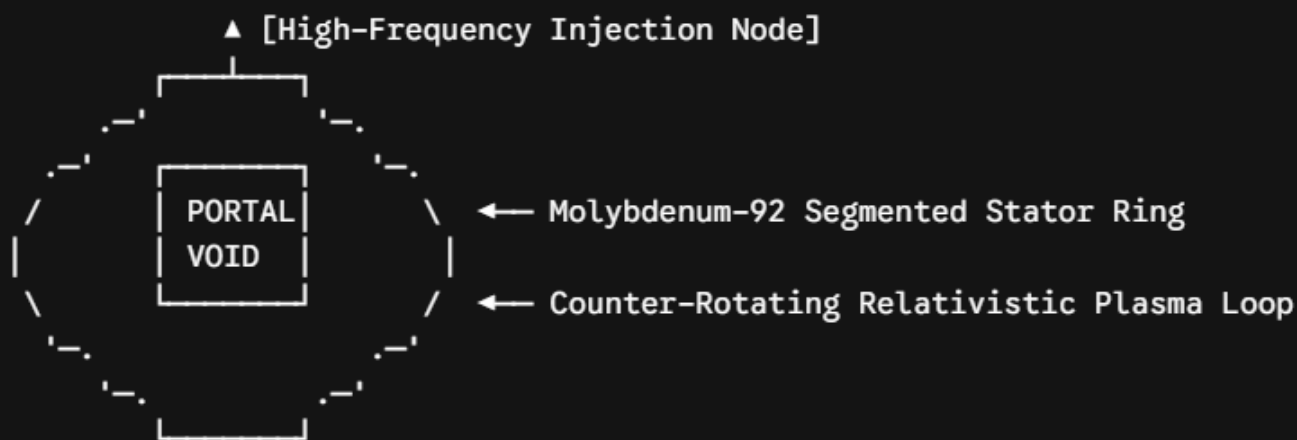 [High-Frequency Injection Node]
PORTAL
Molybdenum-92 Segmented Stator Ring
VOID
Counter-Rotating Relativistic Plasma Loop